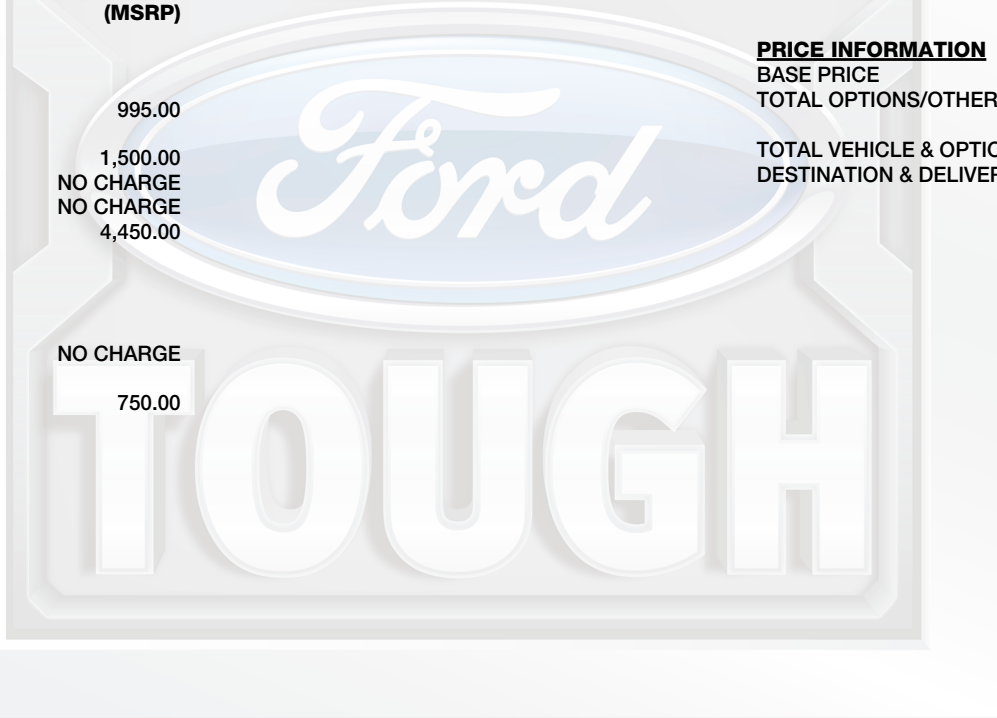 (MSRP)
995.00
1,500.00
NO CHARGE
NO CHARGE
4,450.00
NO CHARGE
750.00
PRICE INFORMATION
BASE PRICE
TOTAL OPTIONS/OTHER
TOTAL VEHICLE & OPTIO
DESTINATION & DELIVER
Ford
TOUGH